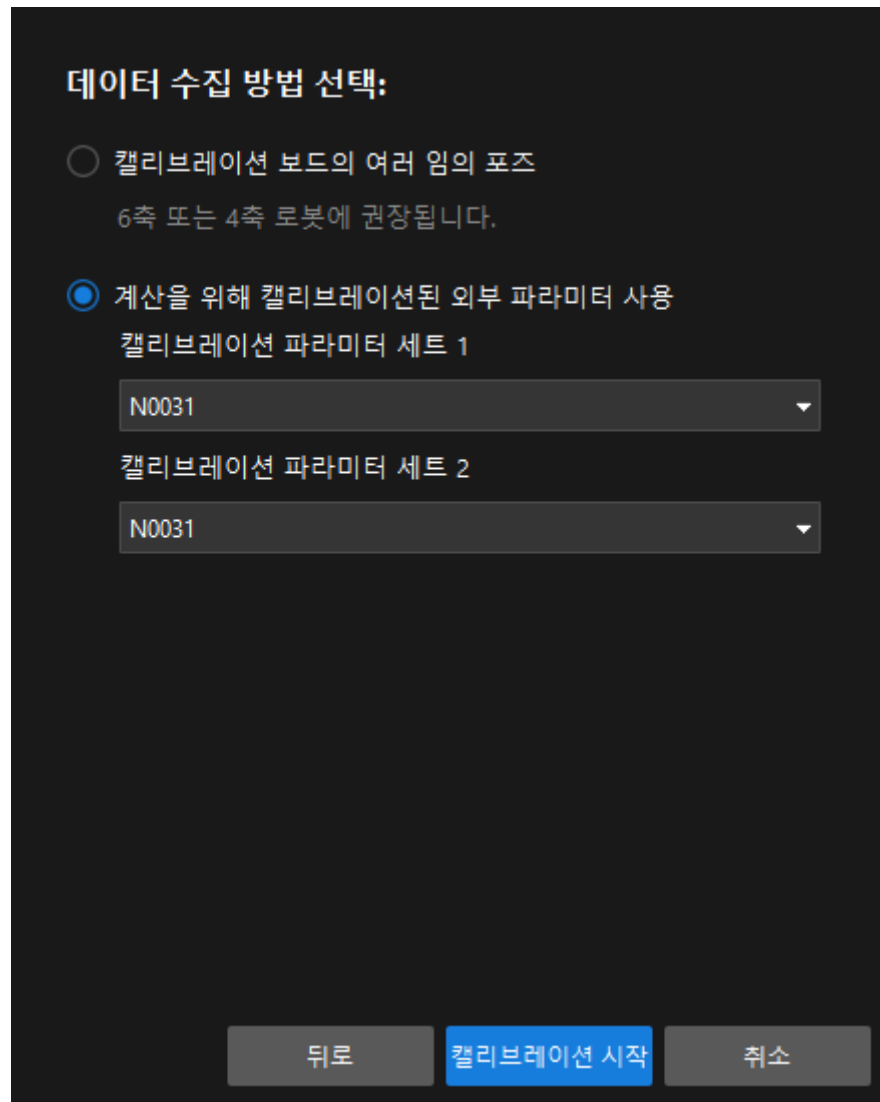 데이터 수집 방법 선택:
캘리브레이션 보드의 여러 임의 포즈
6축 또는 4축 로봇에 권장됩니다.
계산을 위해 캘리브레이션된 외부 파라미터 사용
캘리브레이션 파라미터 세트 1
N0031
캘리브레이션 파라미터 세트 2
N0031
뒤로
캘리브레이션 시작
취소